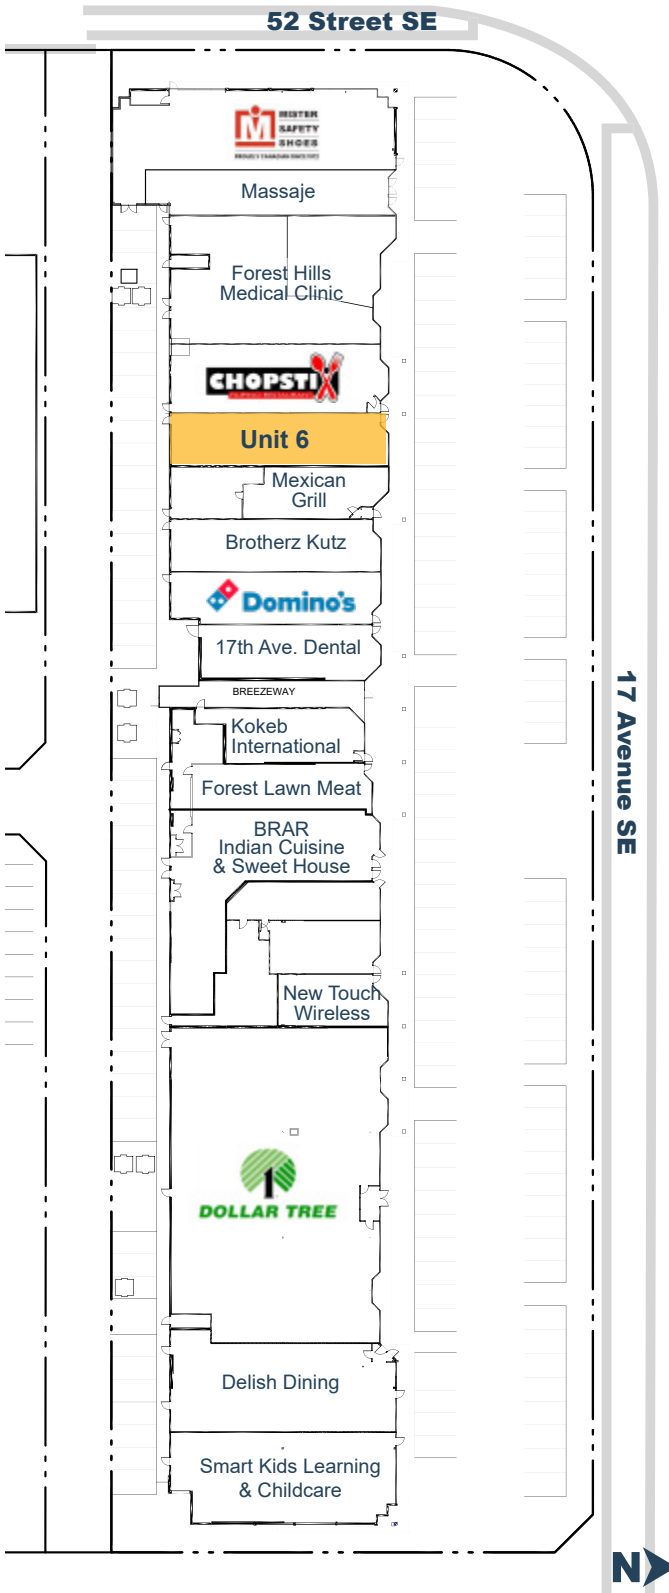 52 Street SE
MISTER
SAFETY
SHOES
Massaje
Forest Hills
Medical Clinic
CHOPSTIX
Unit 6
Mexican
Grill
Brotherz Kutz
Domino's
17th Ave. Dental
BREEZEWAY
17 Avenue SE
Kokeb
International
Forest Lawn Meat
BRAR
Indian Cuisine
& Sweet House
New Touch
Wireless
1
DOLLAR TREE
Delish Dining
Smart Kids Learning
& Childcare
N